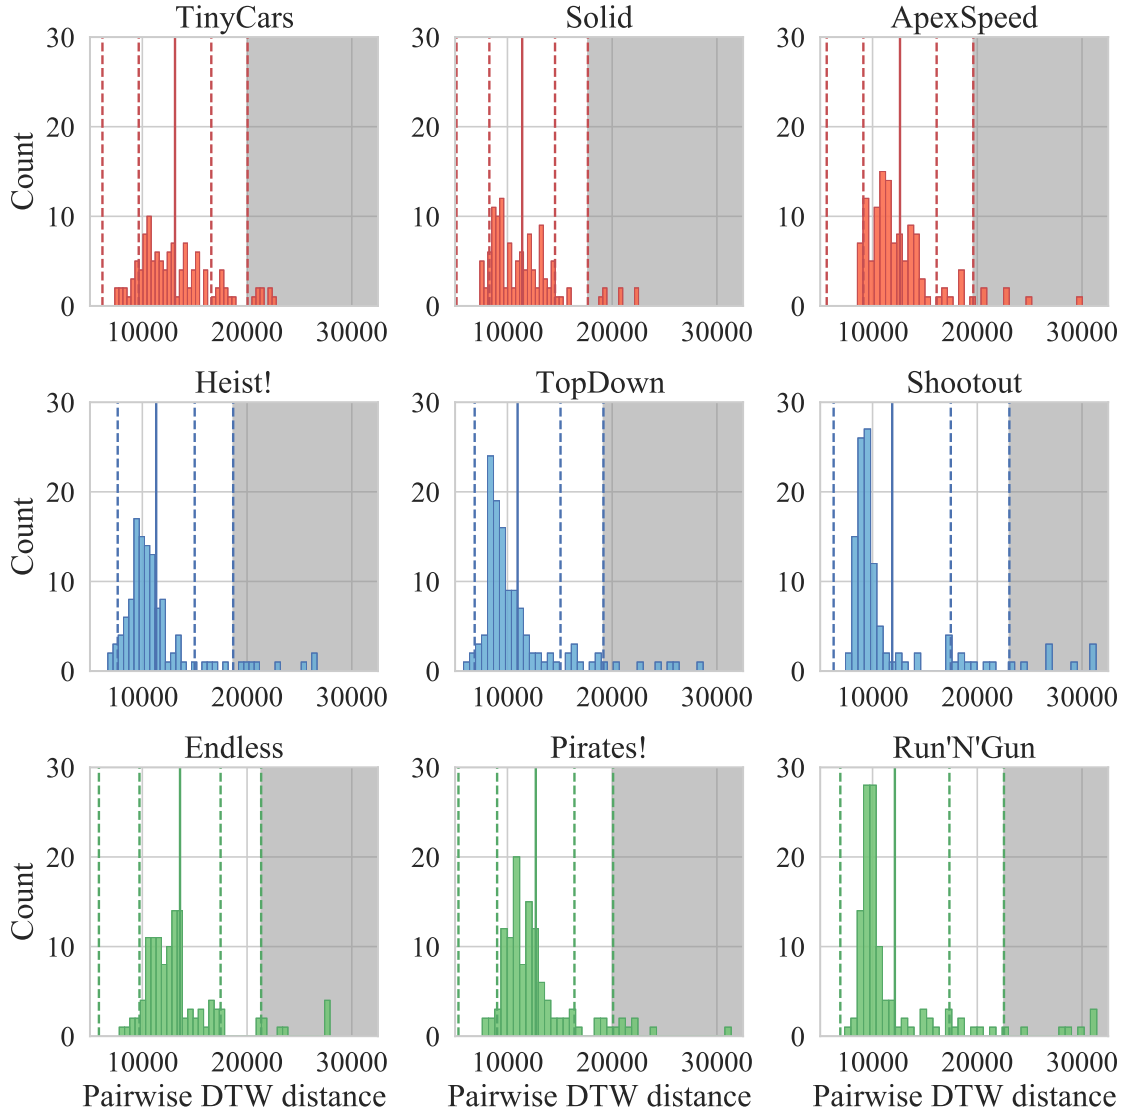 TinyCars Solid ApexSpeed
30 30 30
20 20 20
10 10 10
0 0 0
Count
10000 20000 30000 10000 20000 30000 10000 20000 30000
Heist! TopDown Shootout
30 30 30
20 20 20
10 10 10
0 0 0
Count
10000 20000 30000 10000 20000 30000 10000 20000 30000
Endless Pirates! Run'N'Gun
30 30 30
20 20 20
10 10 10
0 0 0
Count
10000 20000 30000 10000 20000 30000 10000 20000 30000
Pairwise DTW distance Pairwise DTW distance Pairwise DTW distance